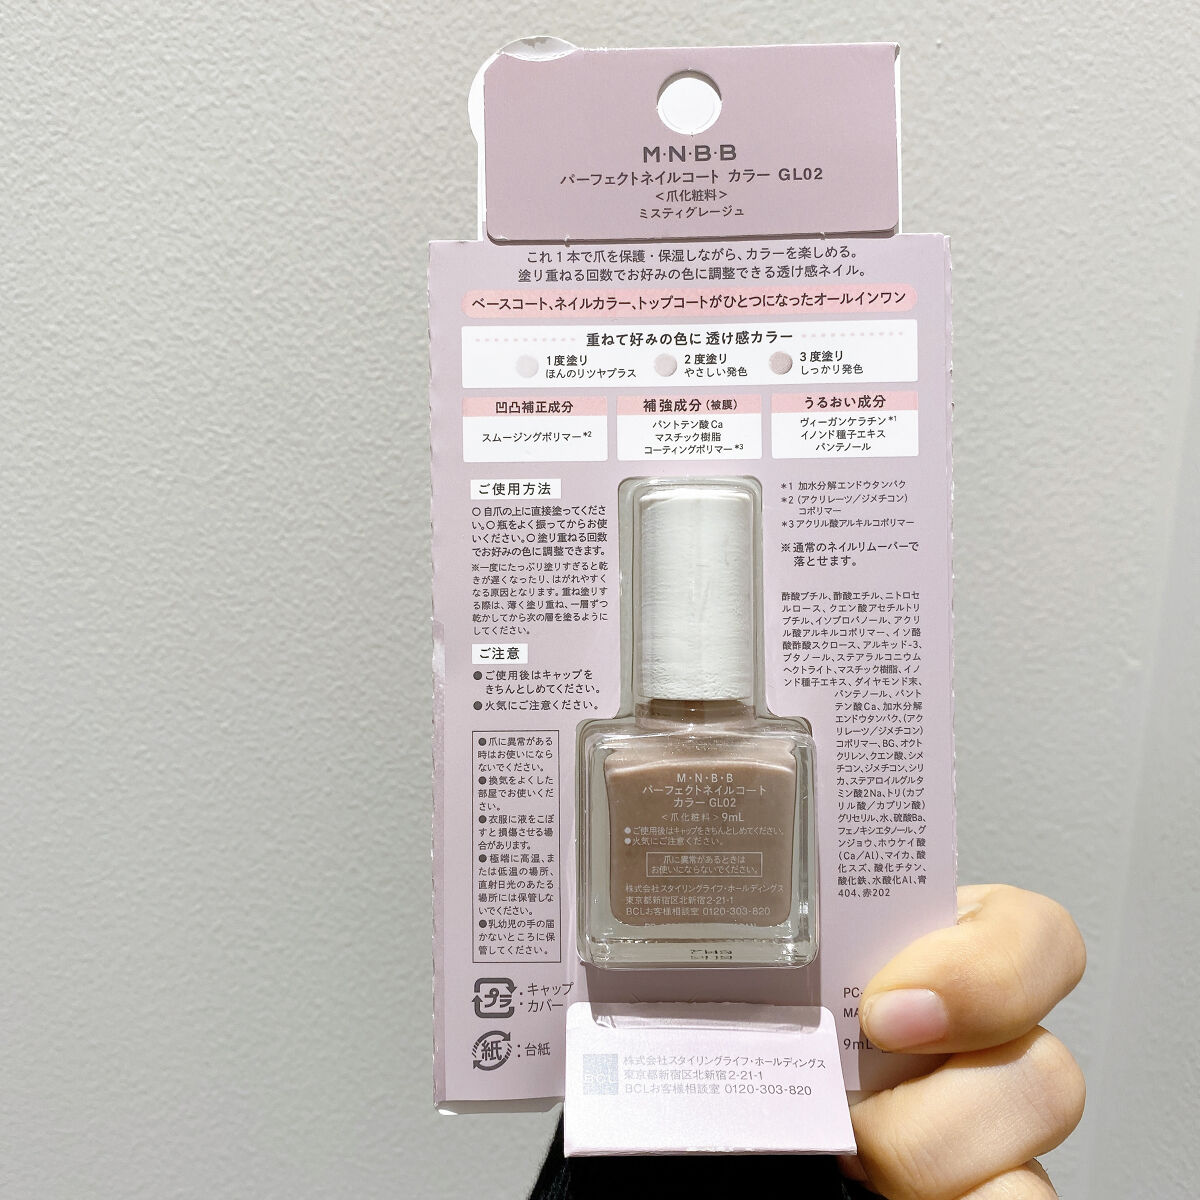 M·N·B·B
パーフェクトネイルコート カラー GL02
＜爪化粧料＞
ミスティグレージュ
これ1本で爪を保護・保湿しながら、カラーを楽しめる。
塗り重ねる回数でお好みの色に調整できる透け感ネイル。
ベースコート、ネイルカラー、トップコートがひとつになったオールインワン
重ねて好みの色に 透け感カラー
1度塗り
ほんのりツヤプラス
2度塗り
やさしい発色
3度塗り
しっかり発色
凹凸補正成分
スムージングポリマー*2
補強成分（被膜）
パントテン酸Ca
マスチック樹脂
コーティングポリマー*3
うるおい成分
ヴィーガンケラチン*1
イノンド種子エキス
パンテノール
ご使用方法
○自爪の上に直接塗ってくださ
い。○瓶をよく振ってからお使
いください。○塗り重ねる回数
でお好みの色に調整できます。
※一度にたっぷり塗りすぎると乾
きが遅くなったり、はがれやすく
なる原因となります。重ね塗りす
る際は、薄く塗り重ね、一層ずつ
乾かしてから次の層を塗るように
してください。
ご注意
●ご使用後はキャップを
きちんとしめてください。
●火気にご注意ください。
●爪に異常がある
時はお使いになら
ないでください。
●換気をよくした
部屋でお使いくだ
さい。
●衣服に液をこぼ
すと損傷させる場
合があります。
●極端に高温、ま
たは低温の場所、
直射日光のあたる
場所には保管しな
いでください。
●乳幼児の手の届
かないところに保
管してください。
プラ
：キャップ
・カバー
紙
：台紙
*1 加水分解エンドウタンパク
*2（アクリレーツ／ジメチコン）
コポリマー
*3アクリル酸アルキルコポリマー
※通常のネイルリムーバーで
落とせます。
酢酸ブチル、酢酸エチル、ニトロセ
ルロース、クエン酸アセチルトリ
ブチル、イソプロパノール、アクリ
ル酸アルキルコポリマー、イソ酪
酸酢酸スクロース、アルキッド-3、
ブタノール、ステアラルコニウム
ヘクトライト、マスチック樹脂、イノ
ンド種子エキス、ダイヤモンド末、
パンテノール、パント
テン酸Ca、加水分解
エンドウタンパク、（アク
リレーツ／ジメチコン）
コポリマー、BG、オクト
クリレン、クエン酸、シメ
チコン、ジメチコン、シリ
カ、ステアロイルグルタ
ミン酸2Na、トリ（カプ
リル酸／カプリン酸）
グリセリル、水、硫酸Ba、
フェノキシエタノール、グ
ンジョウ、ホウケイ酸
（Ca／Al）、マイカ、酸
化スズ、酸化チタン、
酸化鉄、水酸化Al、青
404、赤202
M·N·B·B
パーフェクトネイルコート
カラー GL02
＜爪化粧料＞9mL
●ご使用後はキャップをきちんとしめてください。
●火気にご注意ください。
爪に異常があるときは
お使いにならないでください。
株式会社スタイリングライフ・ホールディングス
東京都新宿区北新宿2-21-1
BCLお客様相談室 0120-303-820
PC-
MA
9mL
BCL
株式会社スタイリングライフ・ホールディングス
東京都新宿区北新宿2-21-1
BCLお客様相談室 0120-303-820